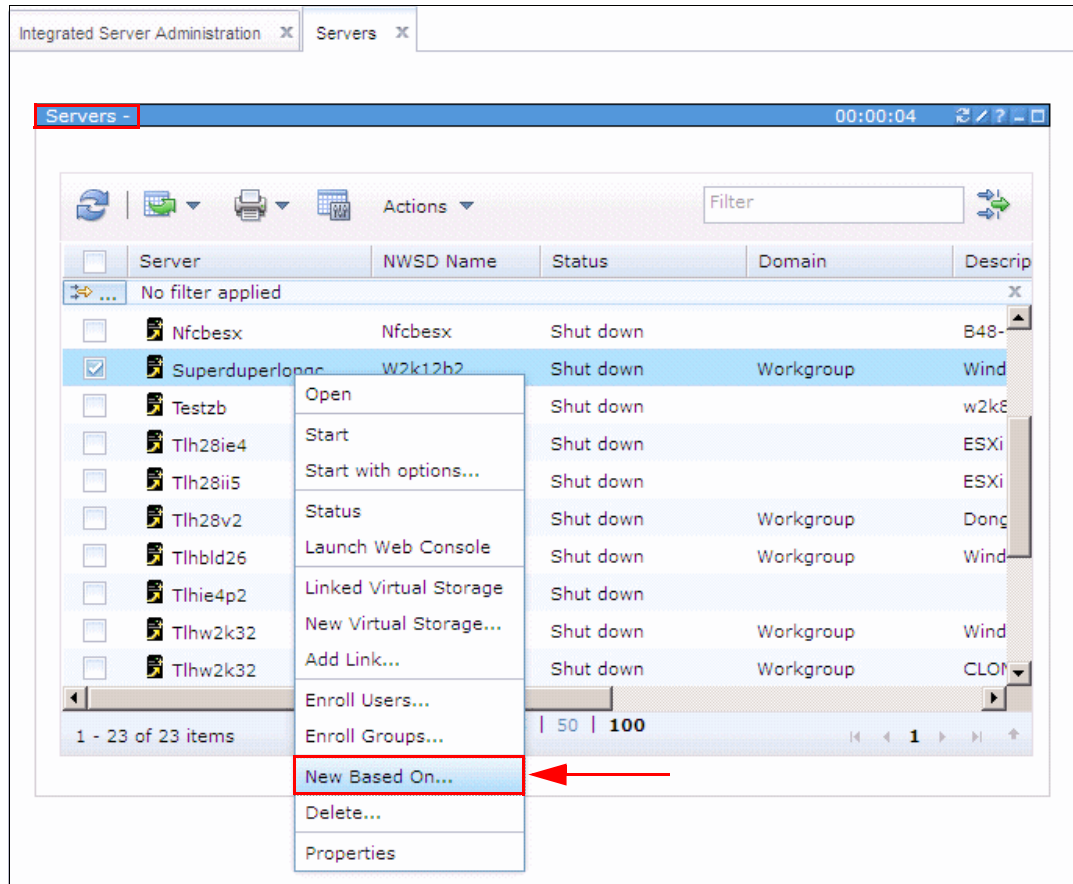 Integrated Server Administration X Servers X
Servers - 00:00:04 ?
Actions Filter
Server NWSD Name Status Domain Descrip
... No filter applied x
Nfcbesx Nfcbesx Shut down B48-
Superduperlongc W2k12b2 Shut down Workgroup Wind
Testzb Shut down w2k8
Tlh28ie4 Shut down ESXi
Tlh28ii5 Shut down ESXi
Tlh28v2 Shut down Workgroup Dong
Tlhbld26 Shut down Workgroup Wind
Tlhie4p2 Shut down
Tlhw2k32 Shut down Workgroup Wind
Tlhw2k32 Shut down Workgroup CLON
Open
Start
Start with options...
Status
Launch Web Console
Linked Virtual Storage
New Virtual Storage...
Add Link...
Enroll Users...
Enroll Groups...
New Based On...
Delete...
Properties
1 - 23 of 23 items | 50 | 100 1